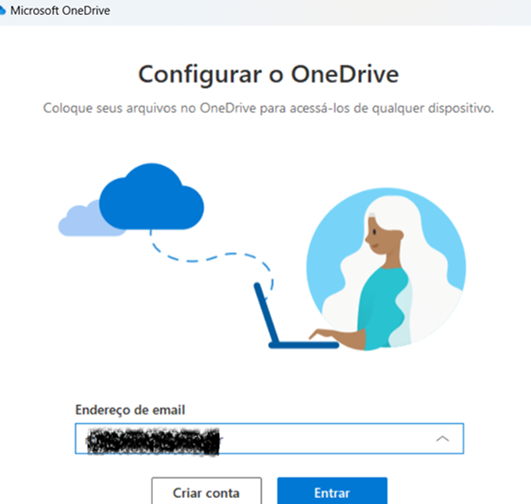 Microsoft OneDrive
Configurar o OneDrive
Coloque seus arquivos no OneDrive para acessá-los de qualquer dispositivo.
Endereço de email
Criar conta
Entrar